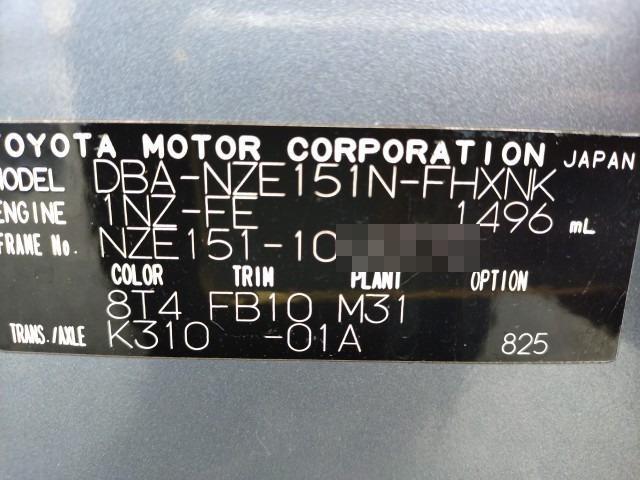 TOYOTA MOTOR CORPORATION JAPAN
MODEL DBA-NZE151N-FHXNK
ENGINE 1NZ-FE 1496 mL
FRAME No. NZE151-10
COLOR TRIM PLANT OPTION
8T4 FB10 M31
TRANS./AXLE K310 -01A 825